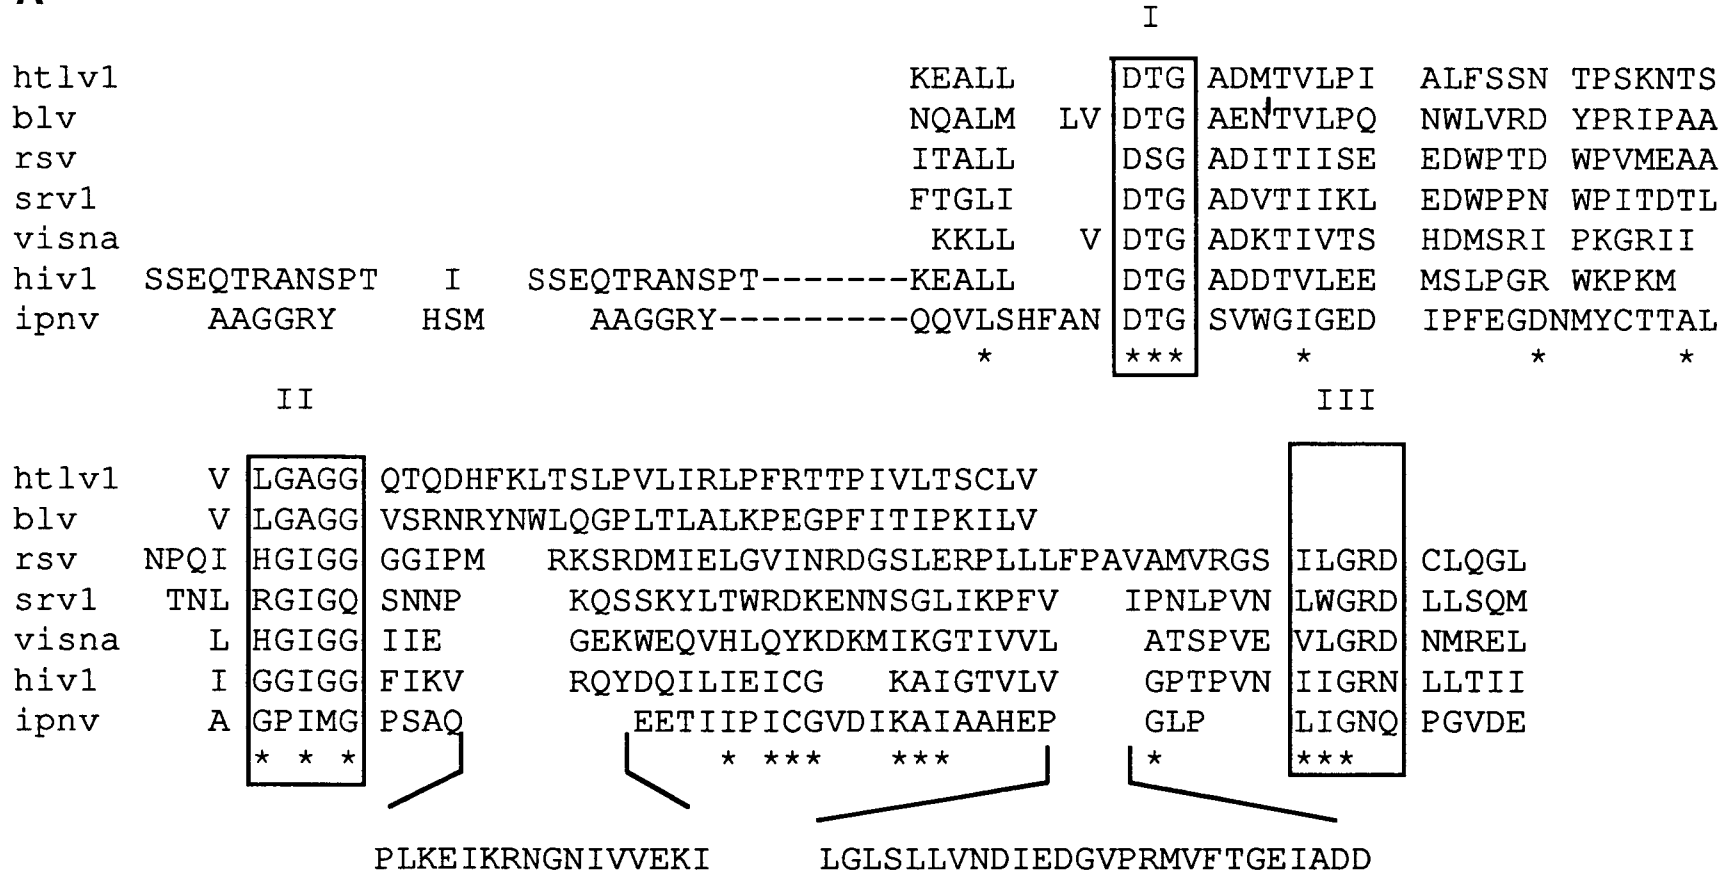 A
I
htlv1 KEALL DTG ADMTVLPI ALFSSN TPSKNTS
blv NQALM LV DTG AENTVLPQ NWLVRD YPRIPAA
rsv ITALL DSG ADITIISE EDWPTD WPVMEAA
srv1 FTGLI DTG ADVTIIKL EDWPPN WPITDTL
visna KKLL V DTG ADKTIVTS HDMSRI PKGRII
hiv1 SSEQTRANSPT I SSEQTRANSPT-------KEALL DTG ADDTVLEE MSLPGR WKPKM
ipnv AAGGRY HSM AAGGRY---------QQVLSHFAN DTG SVWGIGED IPFEGDNMYCTTAL
* *** * * *
II III
htlv1 V LGAGG QTQDHFKLTSLPVLIRLPFRTTPIVLTSCLV
blv V LGAGG VSRNRYNWLQGPLTLALKPEGPFITIPKILV
rsv NPQI HGIGG GGIPM RKSRDMIELGVINRDGSLERPLLLFPAVAMVRGS ILGRD CLQGL
srv1 TNL RGIGQ SNNP KQSSKYLTWRDKENNSGLIKPFV IPNLPVN LWGRD LLSQM
visna L HGIGG IIE GEKWEQVHLQYKDKMIKGTIVVL ATSPVE VLGRD NMREL
hiv1 I GGIGG FIKV RQYDQILIEICG KAIGTVLV GPTPVN IIGRN LLTII
ipnv A GPIMG PSAQ EETIIPICGVDIKAIAAHEP GLP LIGNQ PGVDE
* * * * *** *** * ***
PLKEIKRNGNIVVEKI LGLSLLVNDIEDGVPRMVFTGEIADD